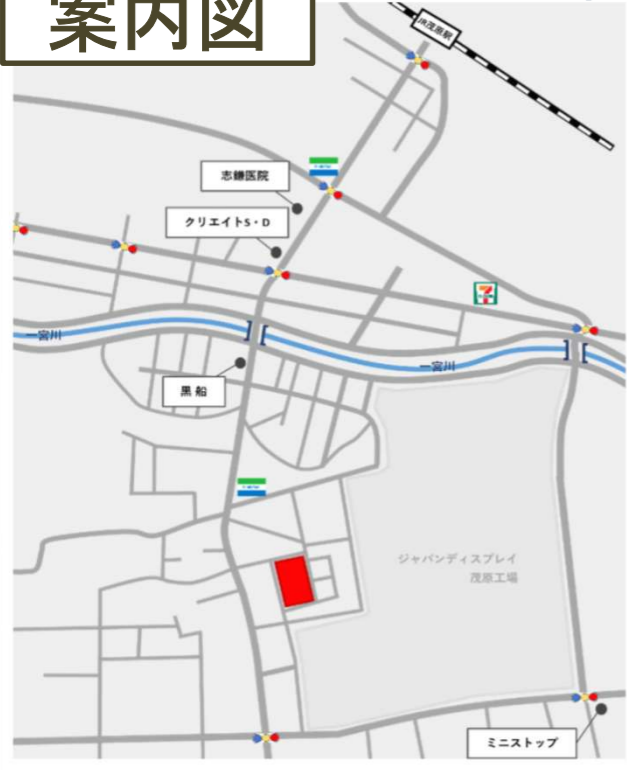 案内図
JR茂原駅
志鎌医院
クリエイトS・D
一宮川
一宮川
黒船
ジャパンディスプレイ
茂原工場
ミニストップ